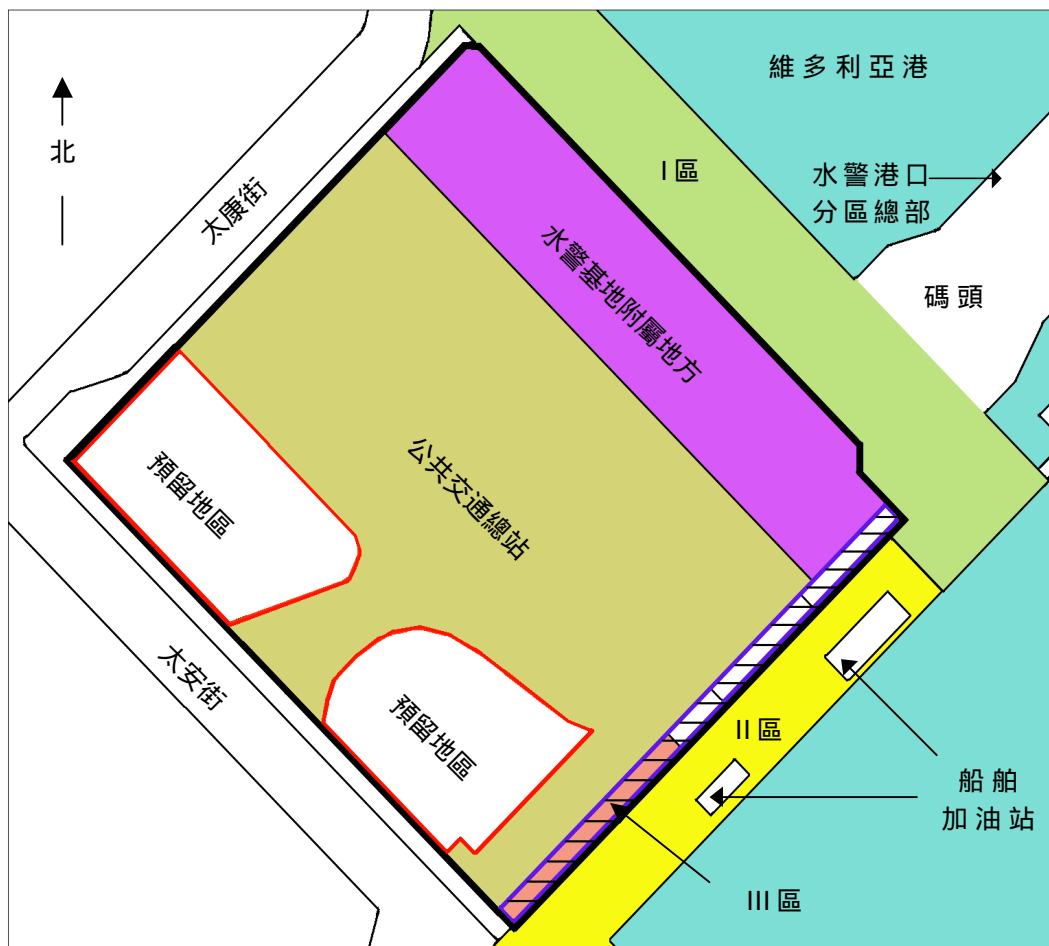 維多利亞港
北
I區
水警港口
分區總部
太康街
水警基地附屬地方
碼頭
公共交通總站
預留地區
太安街
預留地區
II區
船舶
加油站
III區